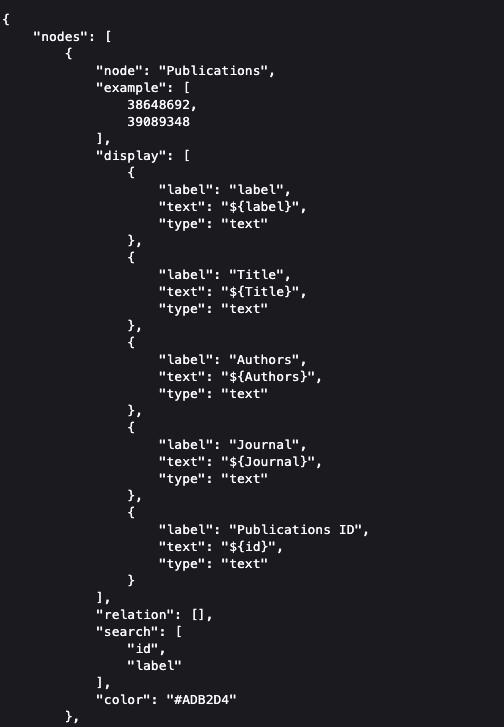 {
    "nodes": [
        {
            "node": "Publications",
            "example": [
                38648692,
                39089348
            ],
            "display": [
                {
                    "label": "label",
                    "text": "${label}",
                    "type": "text"
                },
                {
                    "label": "Title",
                    "text": "${Title}",
                    "type": "text"
                },
                {
                    "label": "Authors",
                    "text": "${Authors}",
                    "type": "text"
                },
                {
                    "label": "Journal",
                    "text": "${Journal}",
                    "type": "text"
                },
                {
                    "label": "Publications ID",
                    "text": "${id}",
                    "type": "text"
                }
            ],
            "relation": [],
            "search": [
                "id",
                "label"
            ],
            "color": "#ADB2D4"
        },